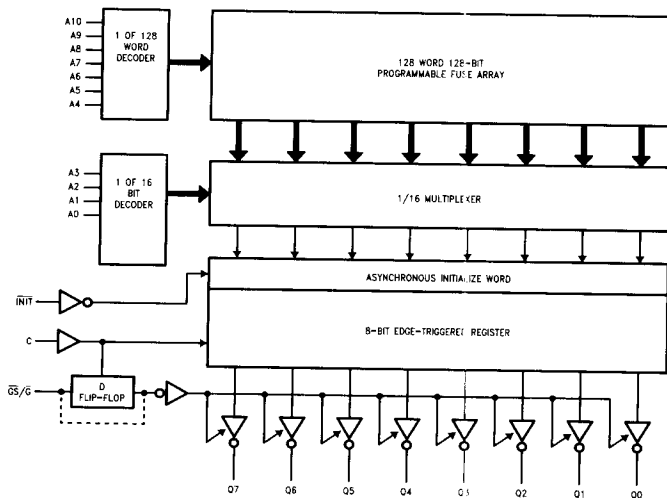 A10
A9
A8
A7
A6
A5
A4
1 OF 128
WORD
DECODER
128 WORD 128-BIT
PROGRAMMABLE FUSE ARRAY
A3
A2
A1
A0
1 OF 16
BIT
DECODER
1/16 MULTIPLEXER
ASYNCHRONOUS INITIALIZE WORD
INIT
8-BIT EDGE-TRIGGERED REGISTER
C
GS/G
D
FLIP-FLOP
Q7 Q6 Q5 Q4 Q3 Q2 Q1 Q0